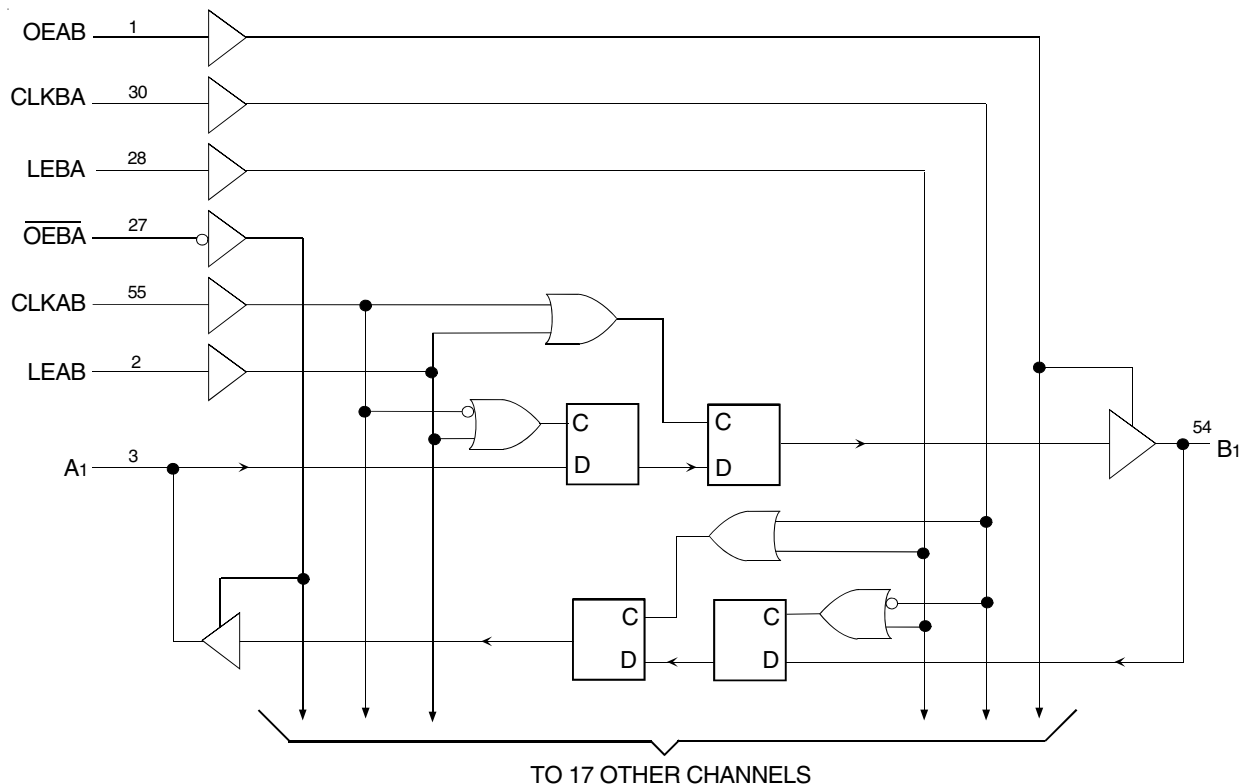 OEAB 1
CLKBA 30
LEBA 28
OEBA 27
CLKAB 55
LEAB 2
C C
54
A1 3 D D B1
C C
D D
TO 17 OTHER CHANNELS